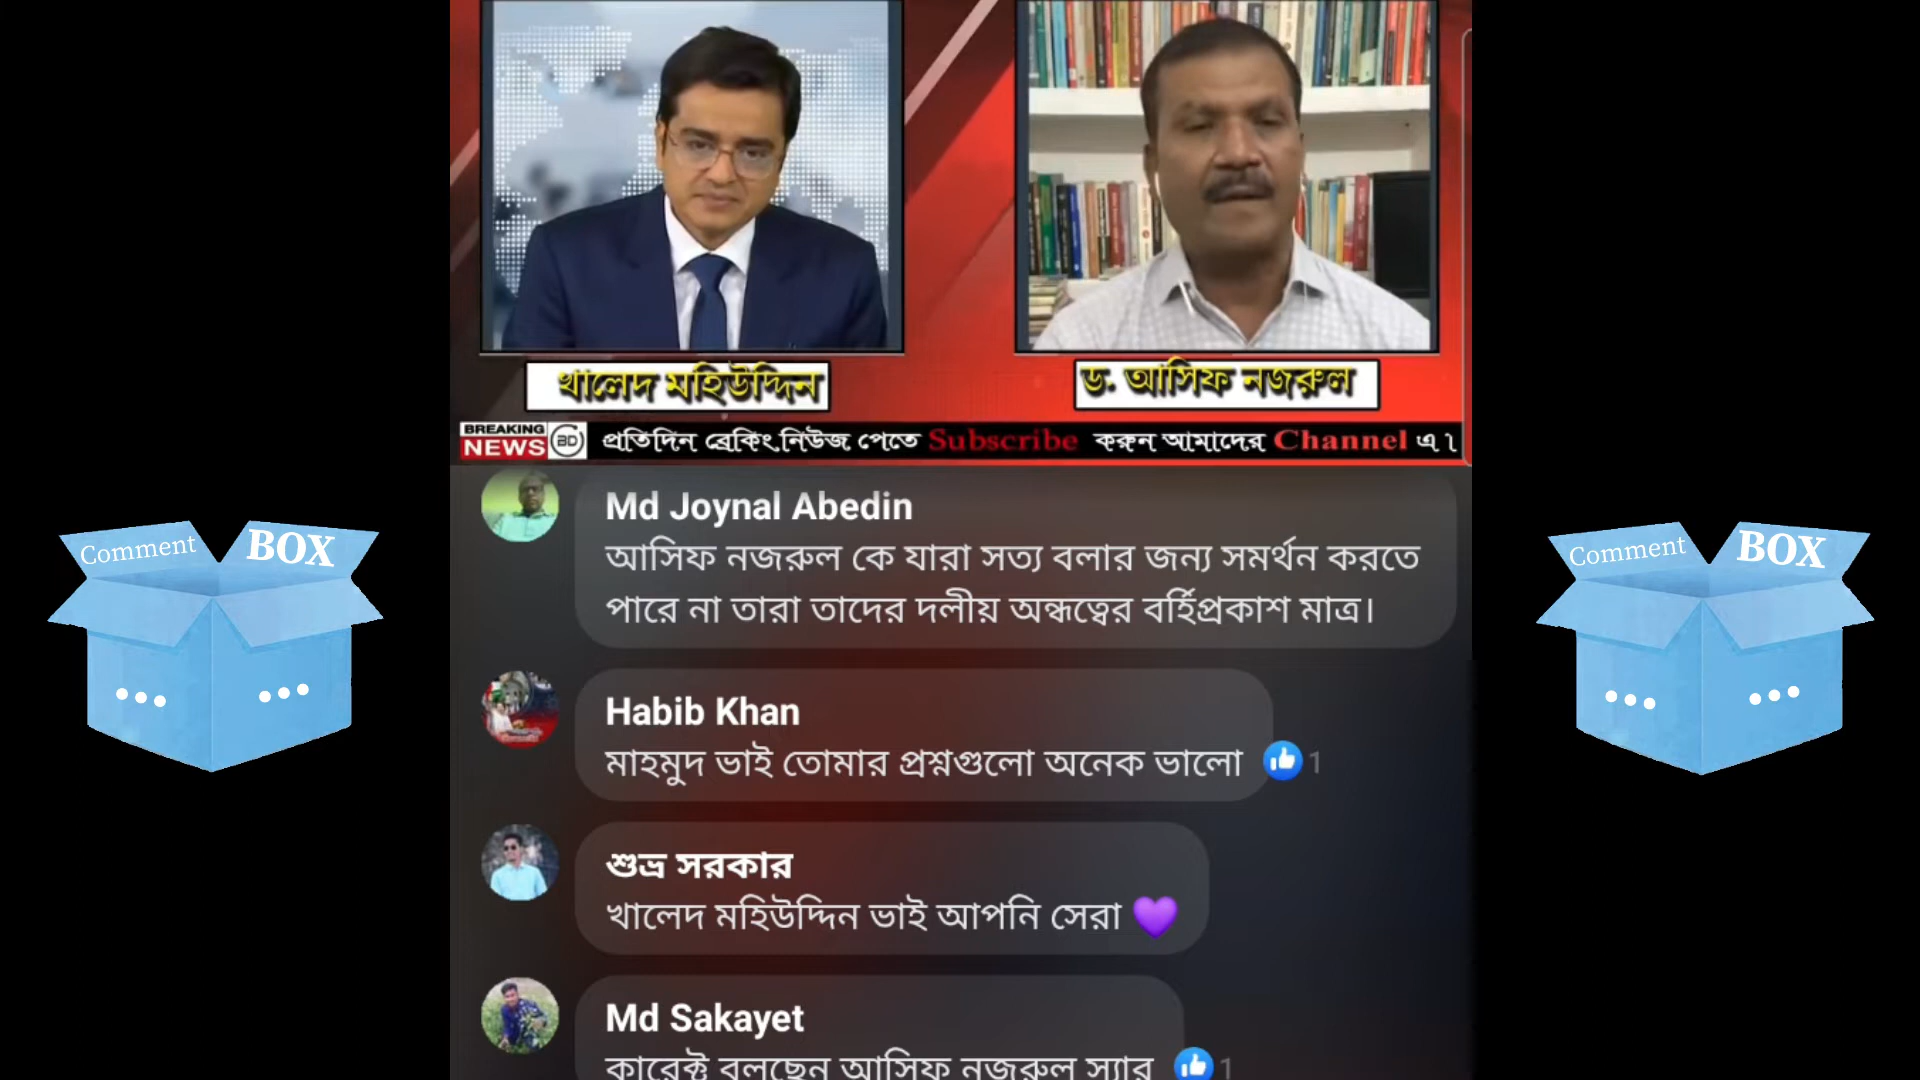 খালেদ মহিউদ্দিন
ড. আসিফ নজরুল
BREAKING NEWS BD প্রতিদিন ব্রেকিং নিউজ পেতে Subscribe করুন আমাদের Channel এ।
Md Joynal Abedin
আসিফ নজরুল কে যারা সত্য বলার জন্য সমর্থন করতে
পারে না তারা তাদের দলীয় অন্ধত্বের বর্হিপ্রকাশ মাত্র।
Comment BOX
Comment BOX
Habib Khan
মাহমুদ ভাই তোমার প্রশ্নগুলো অনেক ভালো 1
শুভ্র সরকার
খালেদ মহিউদ্দিন ভাই আপনি সেরা 💜
Md Sakayet
কারেক্ট বলছেন আসিফ নজরুল স্যার 1